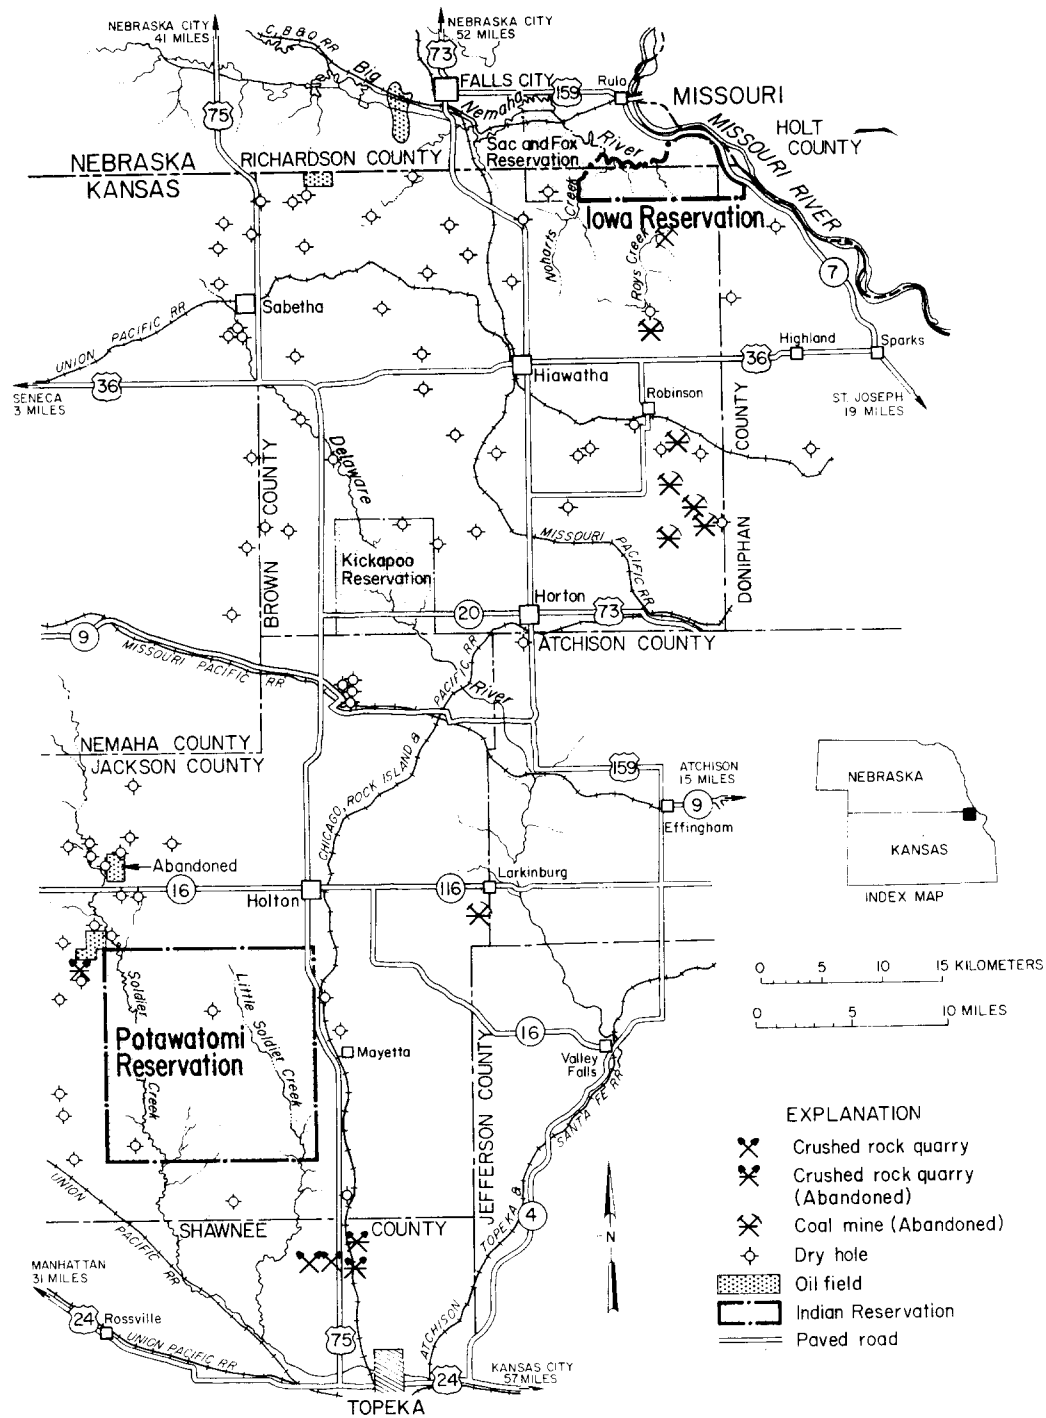 NEBRASKA CITY
41 MILES
C, B & Q RR
NEBRASKA CITY
52 MILES
73
Big
FALLS CITY
159
Rulo
MISSOURI
75
Nemaha
River
MISSOURI RIVER
HOLT
COUNTY
Sac and Fox
Reservation
NEBRASKA
RICHARDSON COUNTY
KANSAS
Iowa Reservation
Noharts Creek
Roys Creek
7
Sabetha
UNION PACIFIC RR
Highland
Sparks
36
Hiawatha
36
SENECA
3 MILES
Robinson
ST. JOSEPH
19 MILES
BROWN COUNTY
Delaware
DONIPHAN COUNTY
Kickapoo
Reservation
MISSOURI PACIFIC RR
Horton
20
73
9
ATCHISON COUNTY
MISSOURI PACIFIC RR
River
CHICAGO, ROCK ISLAND & PACIFIC RR
NEMAHA COUNTY
JACKSON COUNTY
159
ATCHISON
15 MILES
9
Effingham
NEBRASKA
KANSAS
INDEX MAP
Abandoned
Larkinburg
16
116
Holton
0 5 10 15 KILOMETERS
0 5 10 MILES
Soldier
Creek
Little Soldier Creek
Potawatomi
Reservation
16
Mayetta
Valley
Falls
JEFFERSON COUNTY
ATCHISON TOPEKA & SANTA FE RR
EXPLANATION
Crushed rock quarry
Crushed rock quarry
(Abandoned)
Coal mine (Abandoned)
Dry hole
Oil field
Indian Reservation
Paved road
N
UNION PACIFIC RR
4
SHAWNEE COUNTY
MANHATTAN
31 MILES
24
Rossville
UNION PACIFIC RR
75
24
KANSAS CITY
57 MILES
TOPEKA